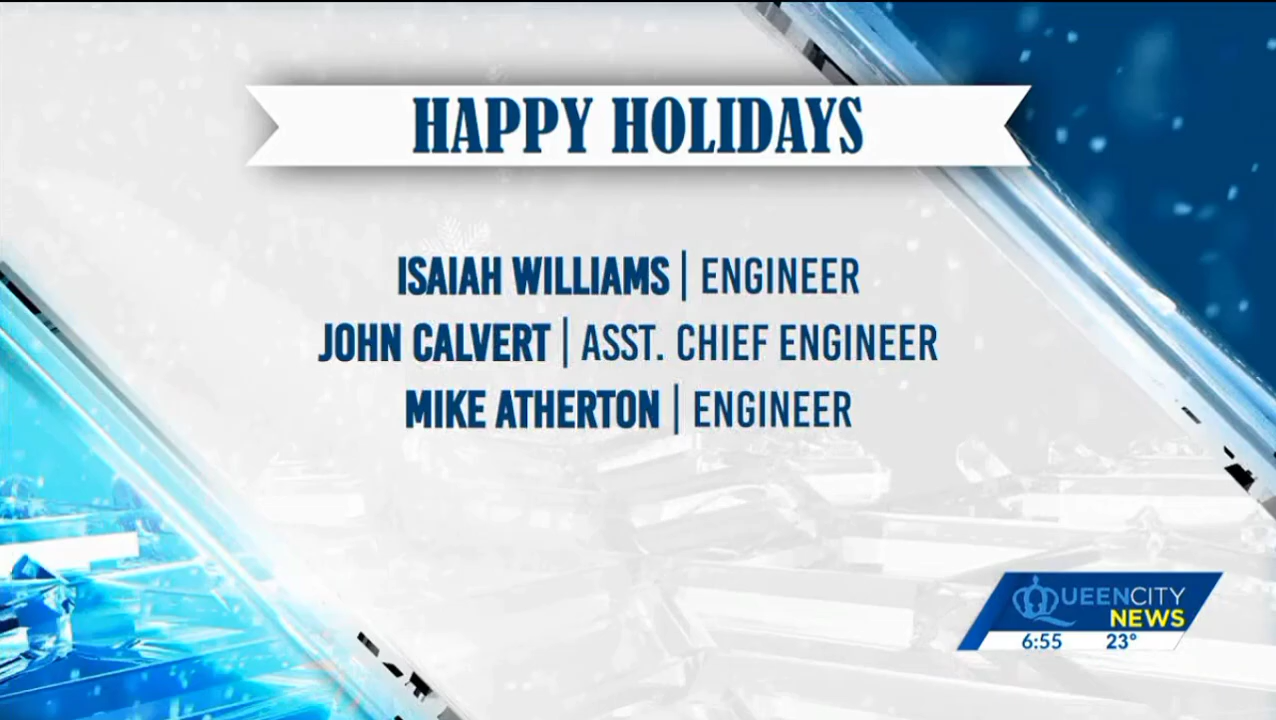 HAPPY HOLIDAYS
ISAIAH WILLIAMS | ENGINEER
JOHN CALVERT | ASST. CHIEF ENGINEER
MIKE ATHERTON | ENGINEER
QUEENCITY
NEWS
6:55 23°